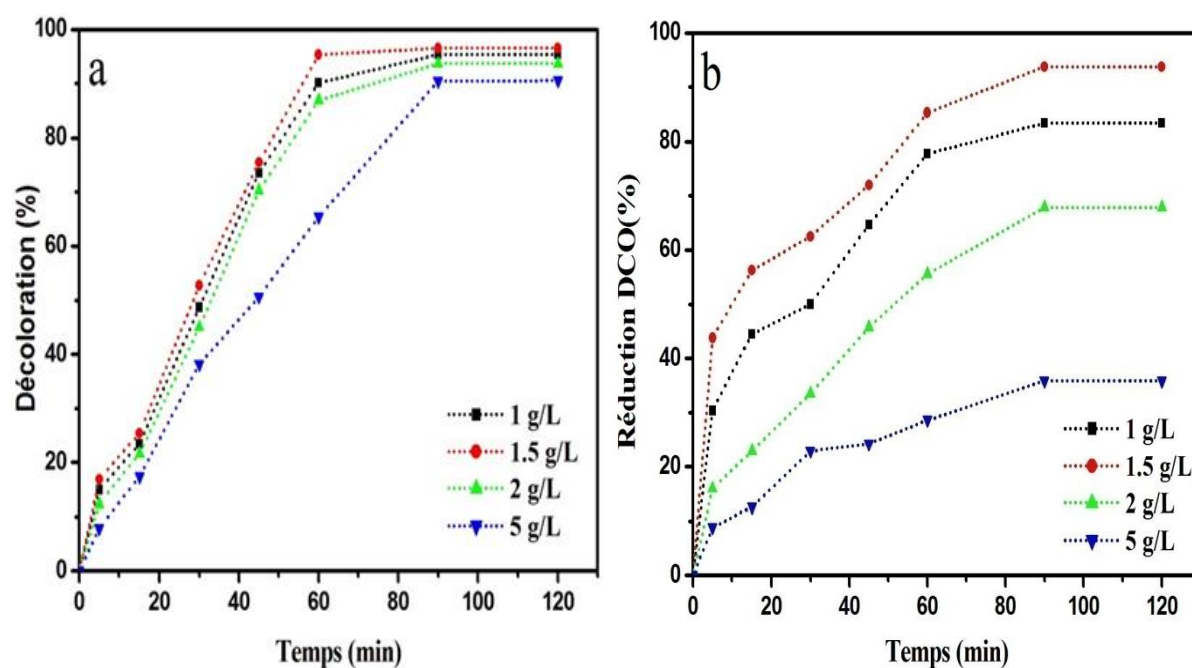 a
Décoloration (%)
100
80
60
40
20
0
0 20 40 60 80 100 120
Temps (min)
1 g/L
1.5 g/L
2 g/L
5 g/L
b
Réduction DCO(%)
100
80
60
40
20
0
0 20 40 60 80 100 120
Temps (min)
1 g/L
1.5 g/L
2 g/L
5 g/L